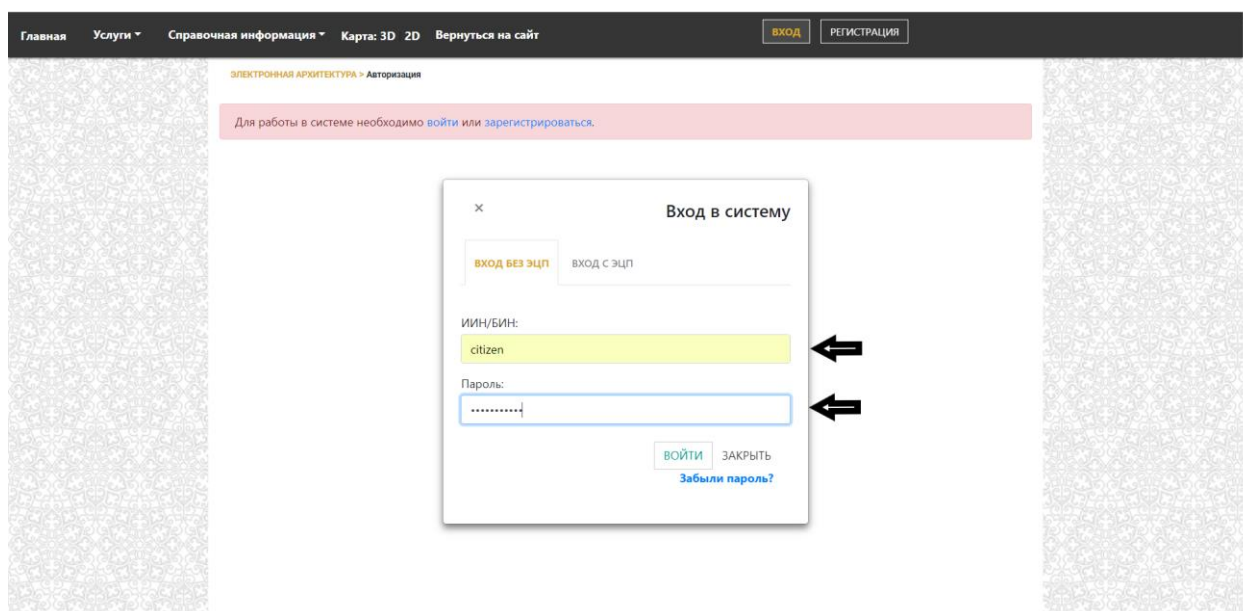 Главная Услуги Справочная информация Карта: 3D 2D Вернуться на сайт ВХОД РЕГИСТРАЦИЯ
ЭЛЕКТРОННАЯ АРХИТЕКТУРА > Авторизация
Для работы в системе необходимо войти или зарегистрироваться.
× Вход в систему
ВХОД БЕЗ ЭЦП ВХОД С ЭЦП
ИИН/БИН:
citizen
Пароль:
•••••••••••
ВОЙТИ ЗАКРЫТЬ
Забыли пароль?